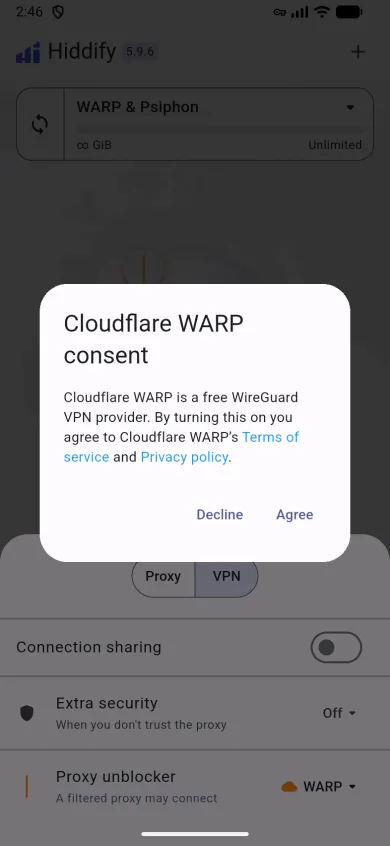 2:46
Hiddify 5.9.6
WARP & Psiphon
∞ GiB Unlimited
Cloudflare WARP
consent
Cloudflare WARP is a free WireGuard
VPN provider. By turning this on you
agree to Cloudflare WARP's Terms of
service and Privacy policy.
Decline Agree
Proxy VPN
Connection sharing
Extra security
When you don't trust the proxy
Off
Proxy unblocker
A filtered proxy may connect
WARP